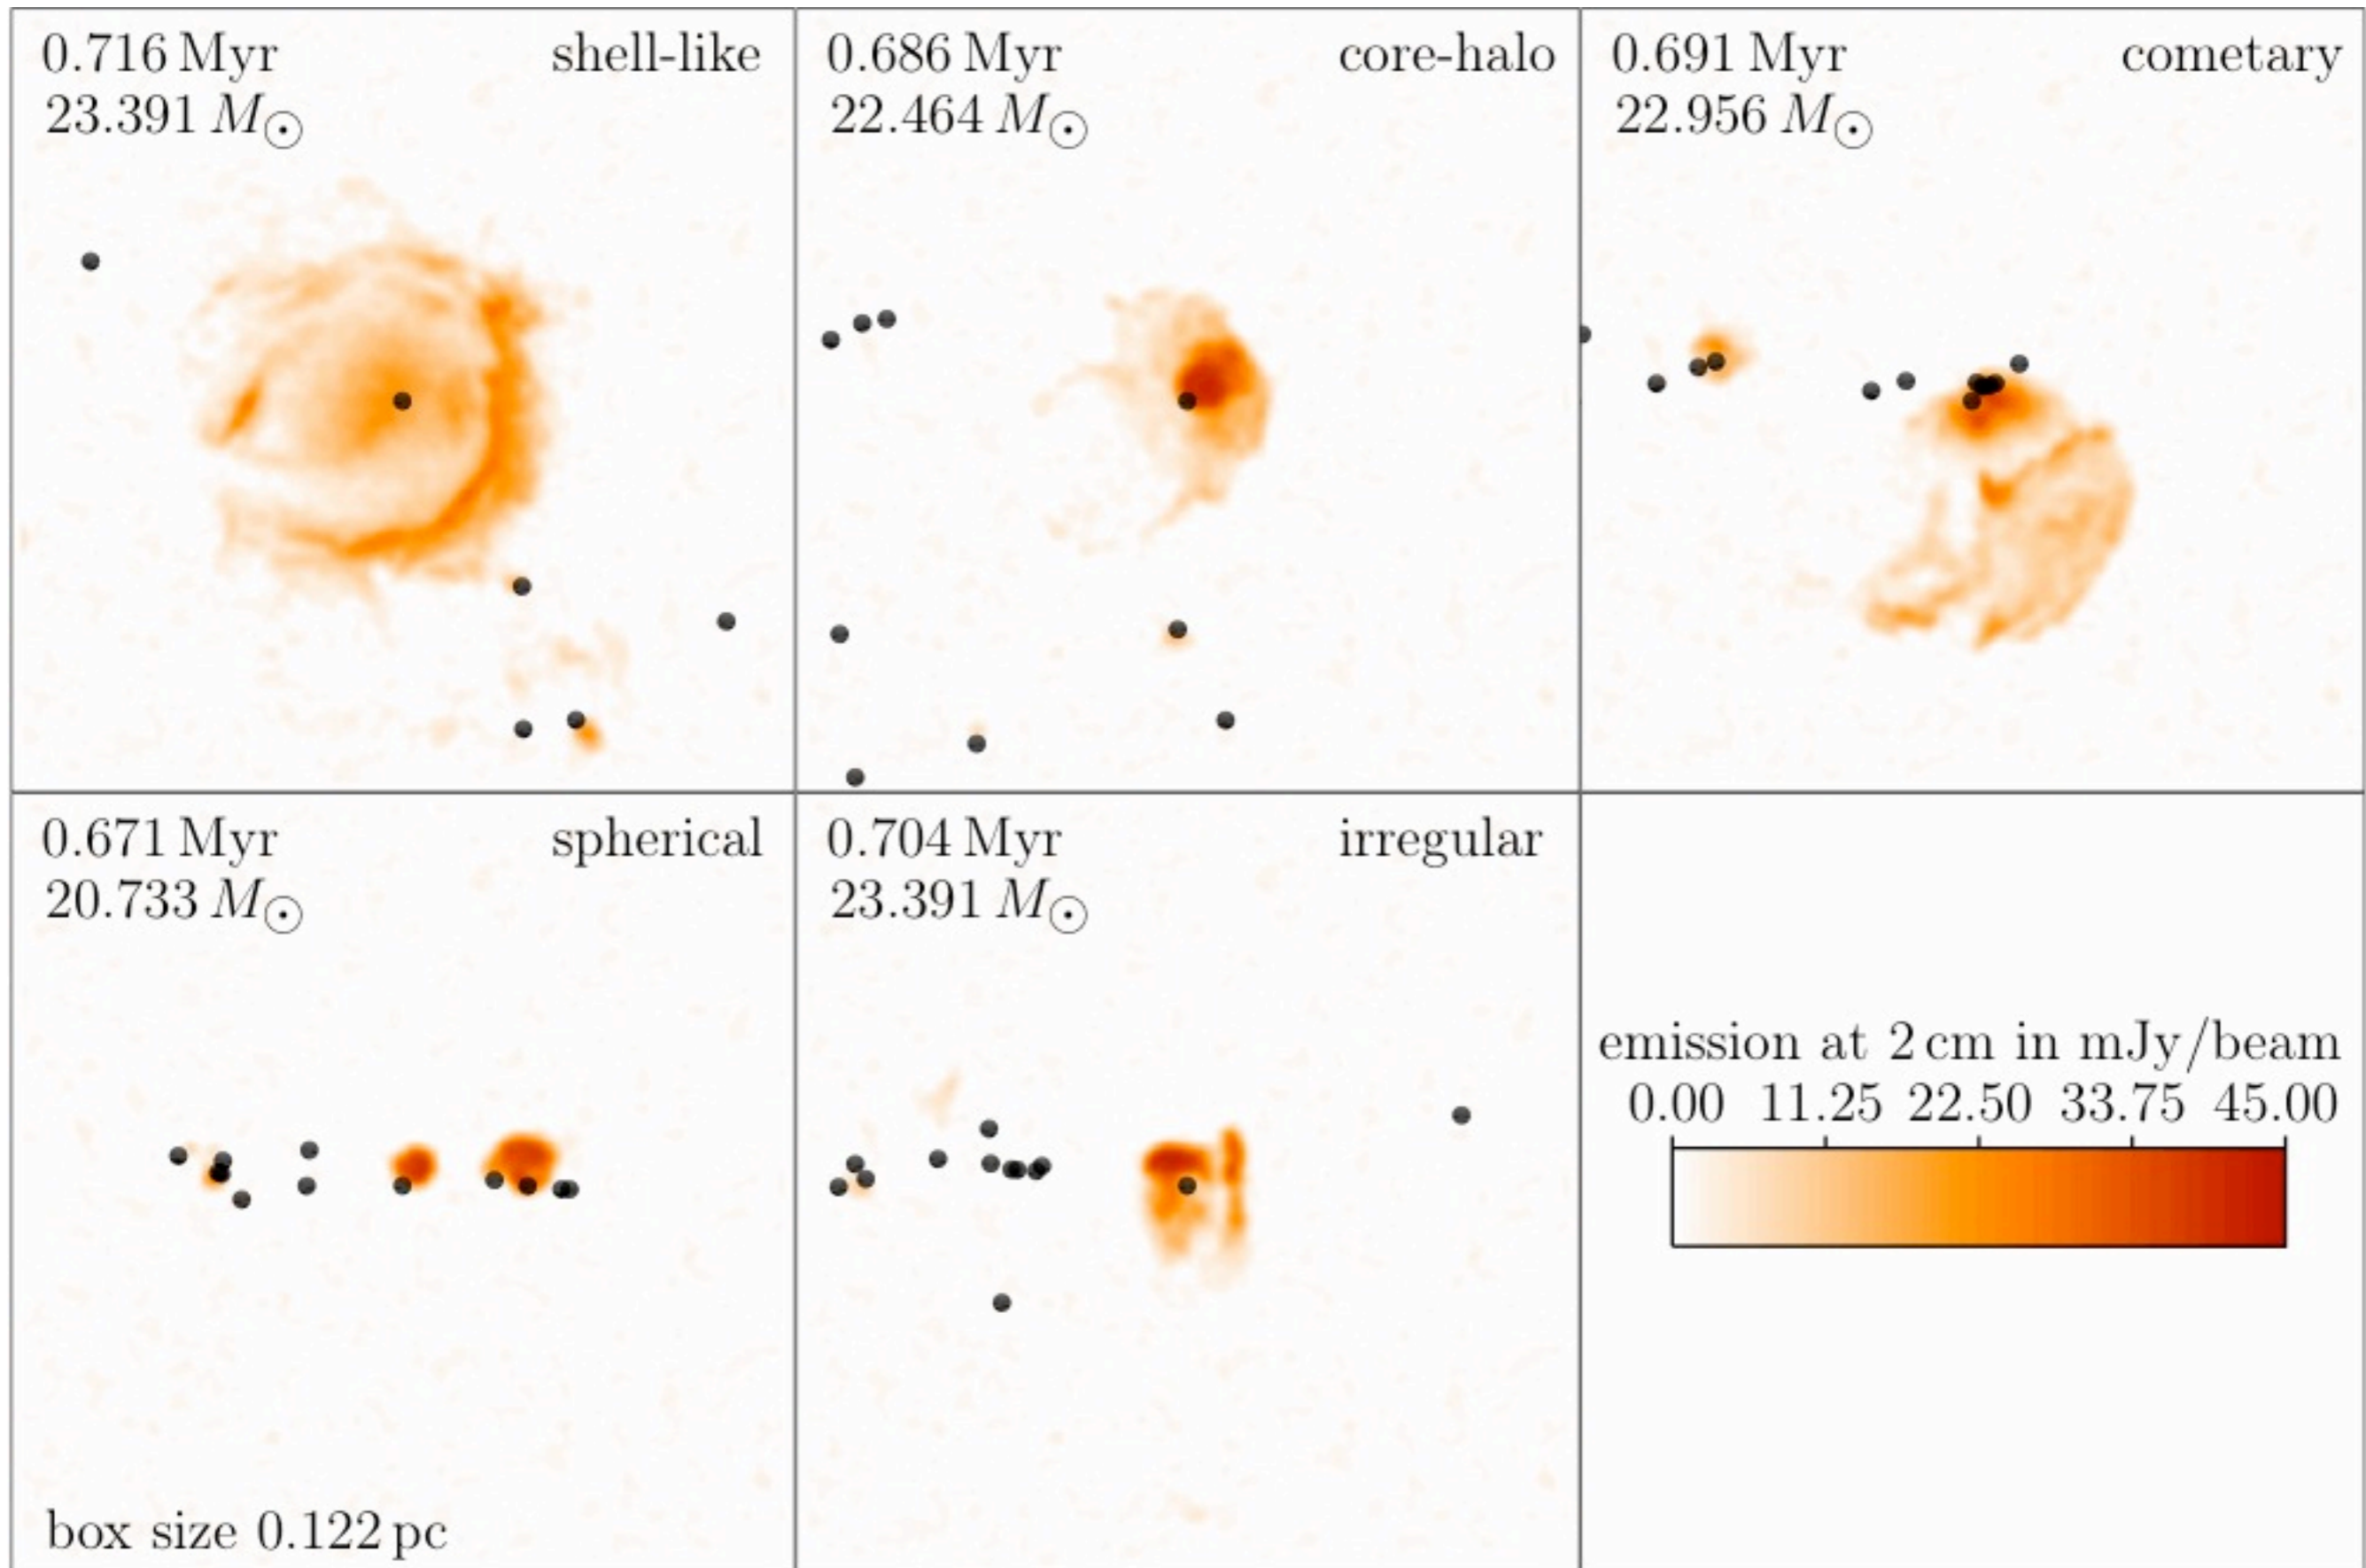 0.716 Myr
shell-like
23.391 M⊙
0.686 Myr
core-halo
22.464 M⊙
0.691 Myr
cometary
22.956 M⊙
0.671 Myr
spherical
20.733 M⊙
box size 0.122 pc
0.704 Myr
irregular
23.391 M⊙
emission at 2 cm in mJy/beam
0.00 11.25 22.50 33.75 45.00